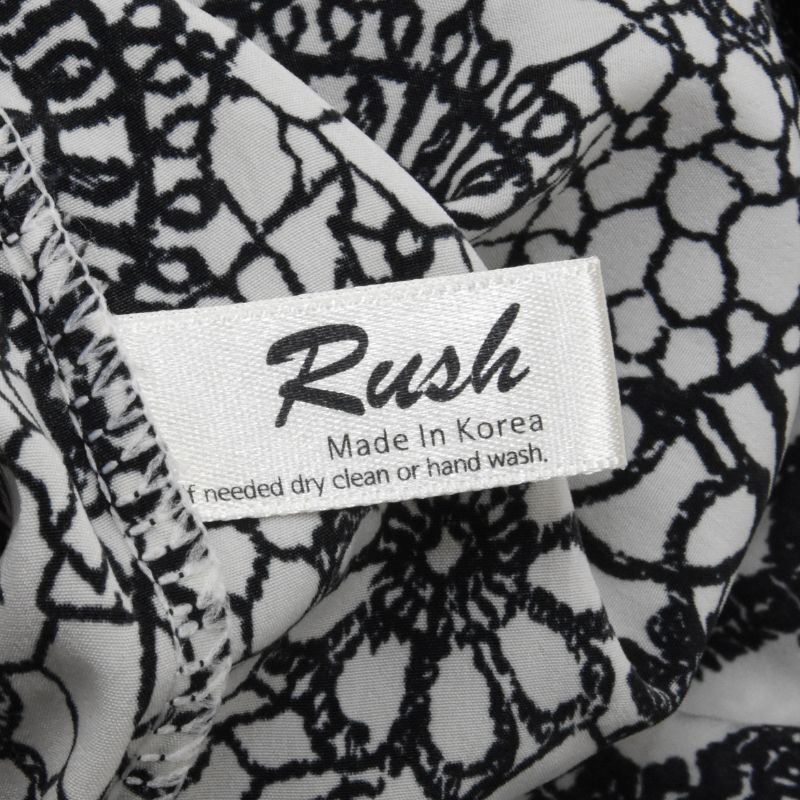 Rush
Made In Korea
f needed dry clean or hand wash.